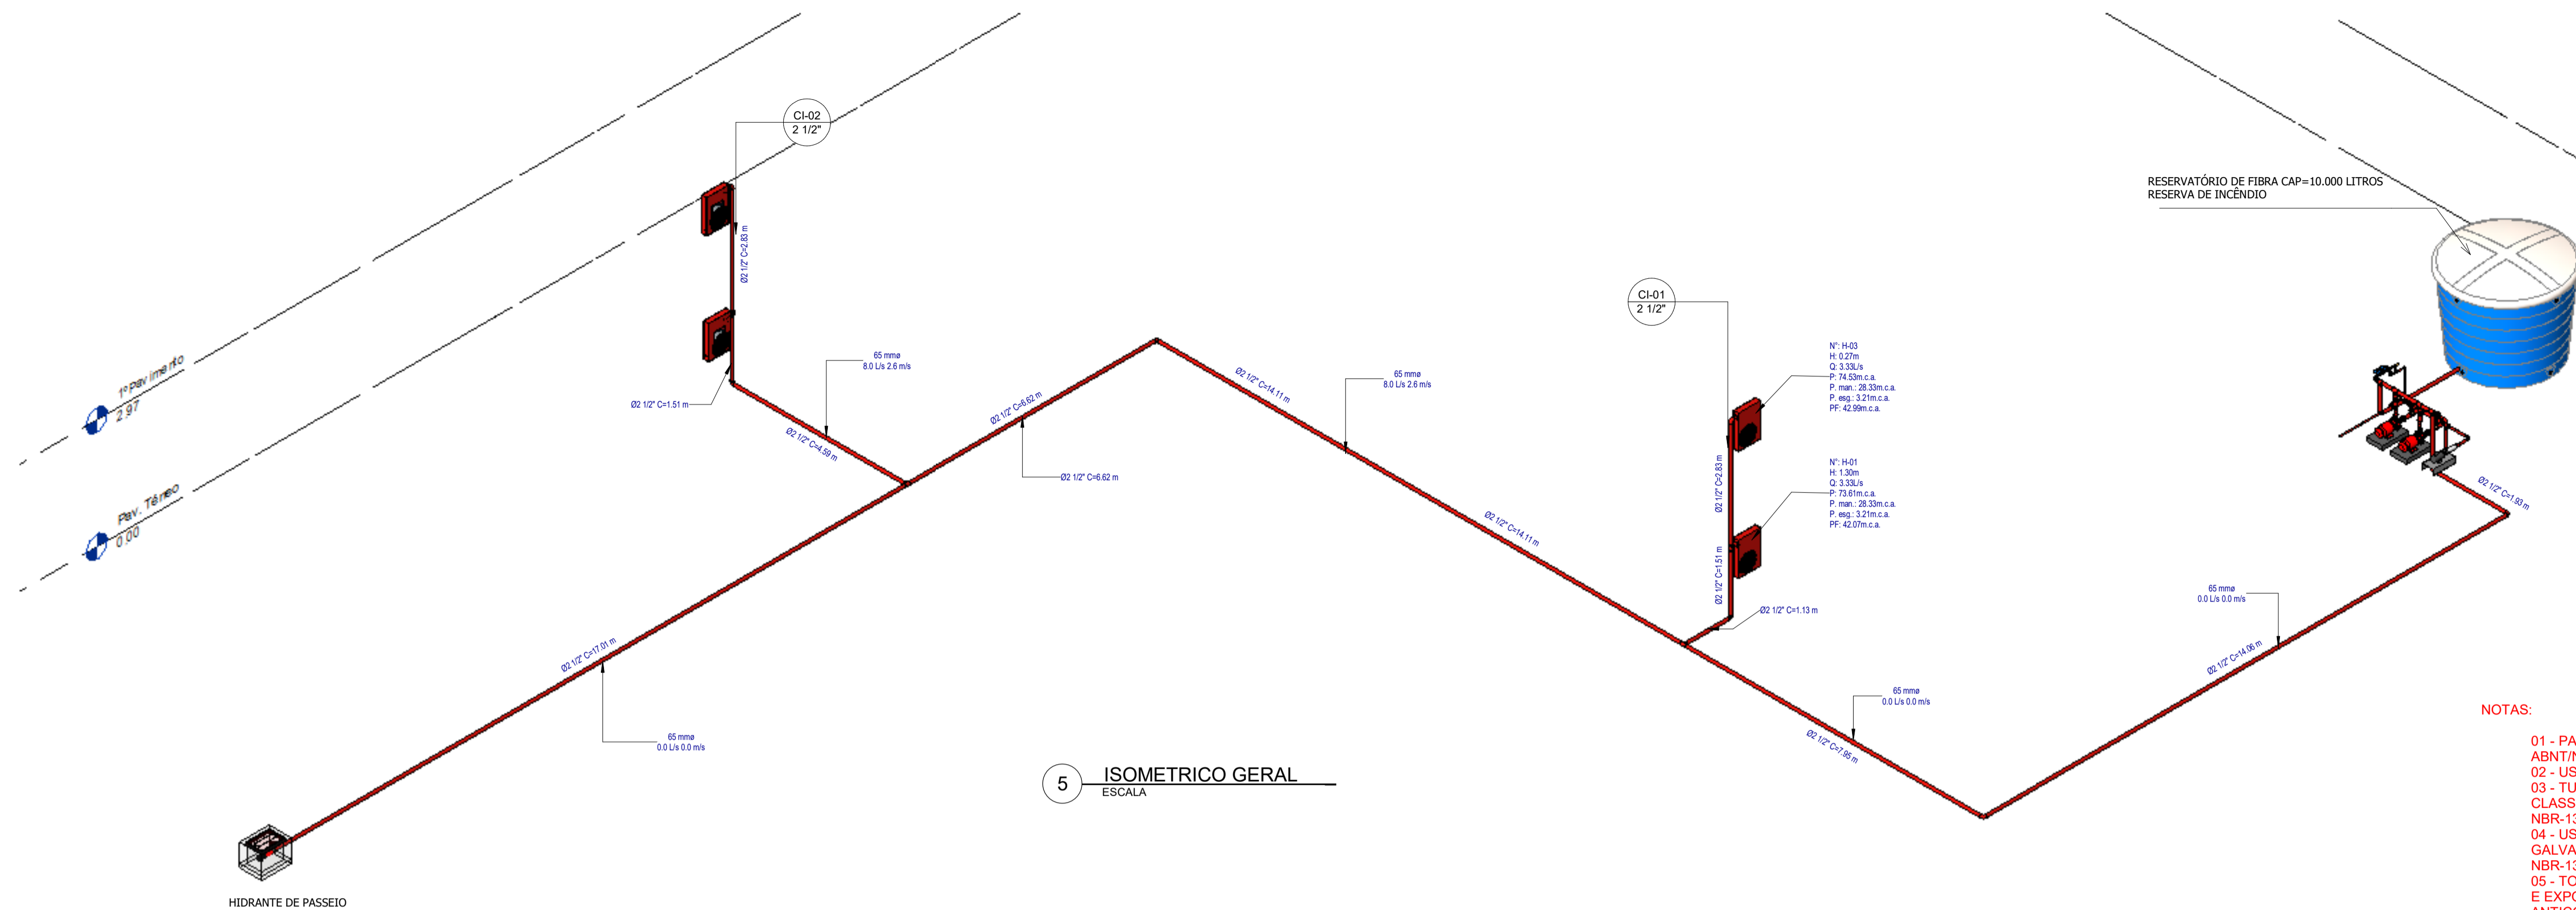 CI-02
2 1/2"
RESERVATÓRIO DE FIBRA CAP=10.000 LITROS
RESERVA DE INCÊNDIO
Ø2 1/2" C=2.83 m
CI-01
2 1/2"
1º Pavimento
2.97
65 mmø
8.0 L/s 2.6 m/s
Ø2 1/2" C=1.51 m
Ø2 1/2" C=4.59 m
Ø2 1/2" C=6.62 m
Ø2 1/2" C=6.62 m
Ø2 1/2" C=14.11 m
65 mmø
8.0 L/s 2.6 m/s
N°: H-03
H: 0.27m
Q: 3.33L/s
P: 74.53m.c.a.
P. man.: 28.33m.c.a.
P. esg.: 3.21m.c.a.
PF: 42.99m.c.a.
Ø2 1/2" C=2.83 m
N°: H-01
H: 1.30m
Q: 3.33L/s
P: 73.61m.c.a.
P. man.: 28.33m.c.a.
P. esg.: 3.21m.c.a.
PF: 42.07m.c.a.
Pav. Térreo
0.00
Ø2 1/2" C=14.11 m
Ø2 1/2" C=1.51 m
Ø2 1/2" C=1.13 m
Ø2 1/2" C=1.93 m
65 mmø
0.0 L/s 0.0 m/s
Ø2 1/2" C=14.06 m
Ø2 1/2" C=17.01 m
65 mmø
0.0 L/s 0.0 m/s
65 mmø
0.0 L/s 0.0 m/s
Ø2 1/2" C=7.95 m
5
ISOMETRICO GERAL
ESCALA
HIDRANTE DE PASSEIO
NOTAS:
01 - PA
ABNT/N
02 - US
03 - TU
CLASS
NBR-13
04 - US
GALVA
NBR-13
05 - TO
E EXPO